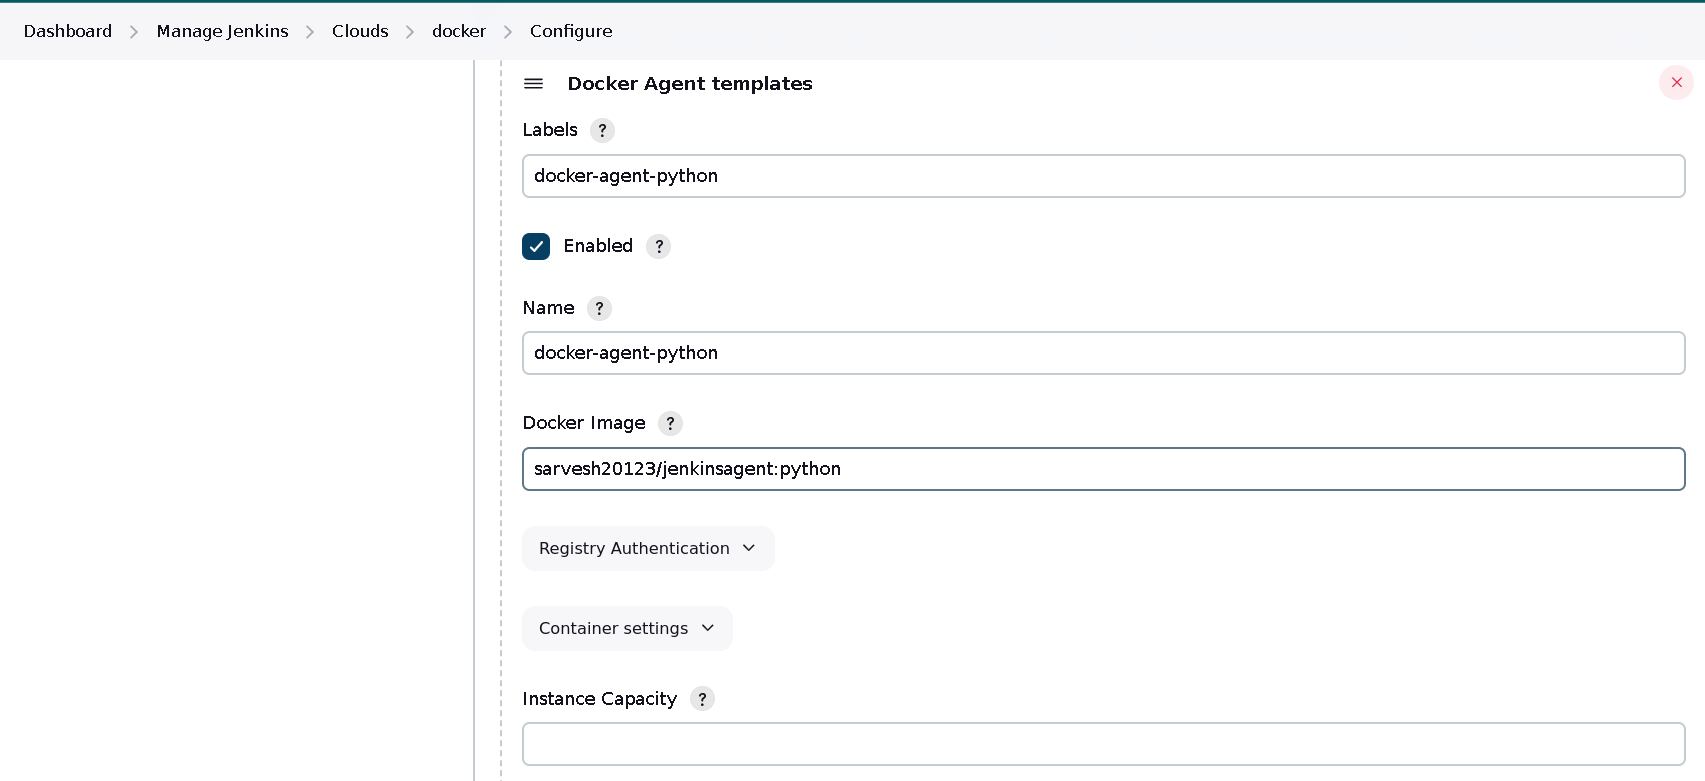 Dashboard > Manage Jenkins > Clouds > docker > Configure
Docker Agent templates
Labels ?
docker-agent-python
Enabled ?
Name ?
docker-agent-python
Docker Image ?
sarvesh20123/jenkinsagent:python
Registry Authentication
Container settings
Instance Capacity ?